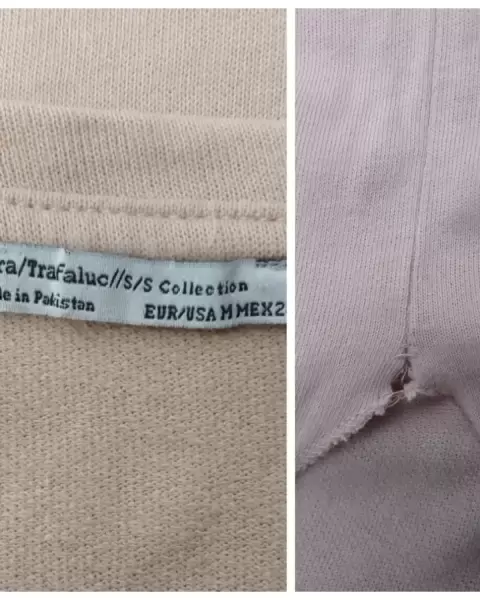 ra/Trafaluc//S/S Collection
le in Pakistan EUR/USA M MEX2